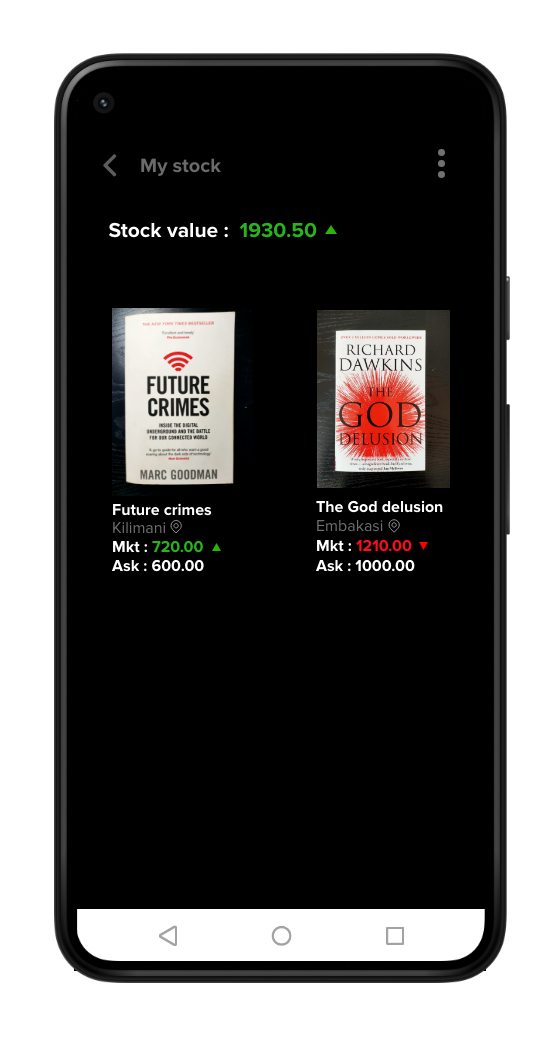 My stock
Stock value : 1930.50
THE NEW YORK TIMES BESTSELLER
FUTURE
CRIMES
INSIDE THE DIGITAL
UNDERGROUND AND THE BATTLE
FOR OUR CONNECTED WORLD
MARC GOODMAN
Future crimes
Kilimani
Mkt : 720.00
Ask : 600.00
RICHARD
DAWKINS
THE
GOD
DELUSION
The God delusion
Embakasi
Mkt : 1210.00
Ask : 1000.00